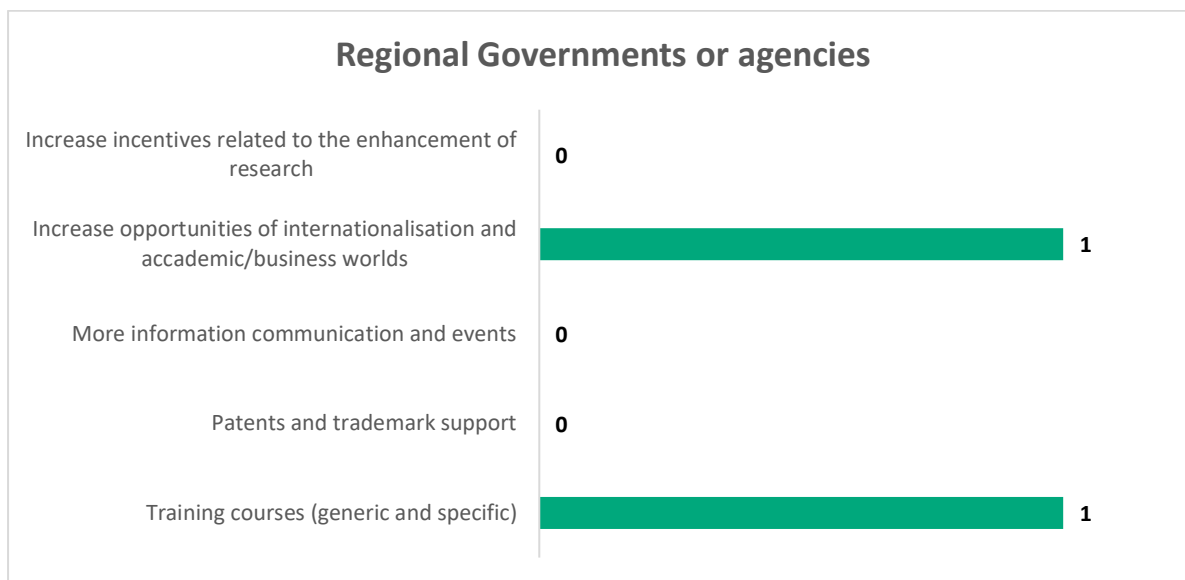 Regional Governments or agencies
Increase incentives related to the enhancement of
research
0
Increase opportunities of internationalisation and
accademic/business worlds
1
More information communication and events
0
Patents and trademark support
0
Training courses (generic and specific)
1